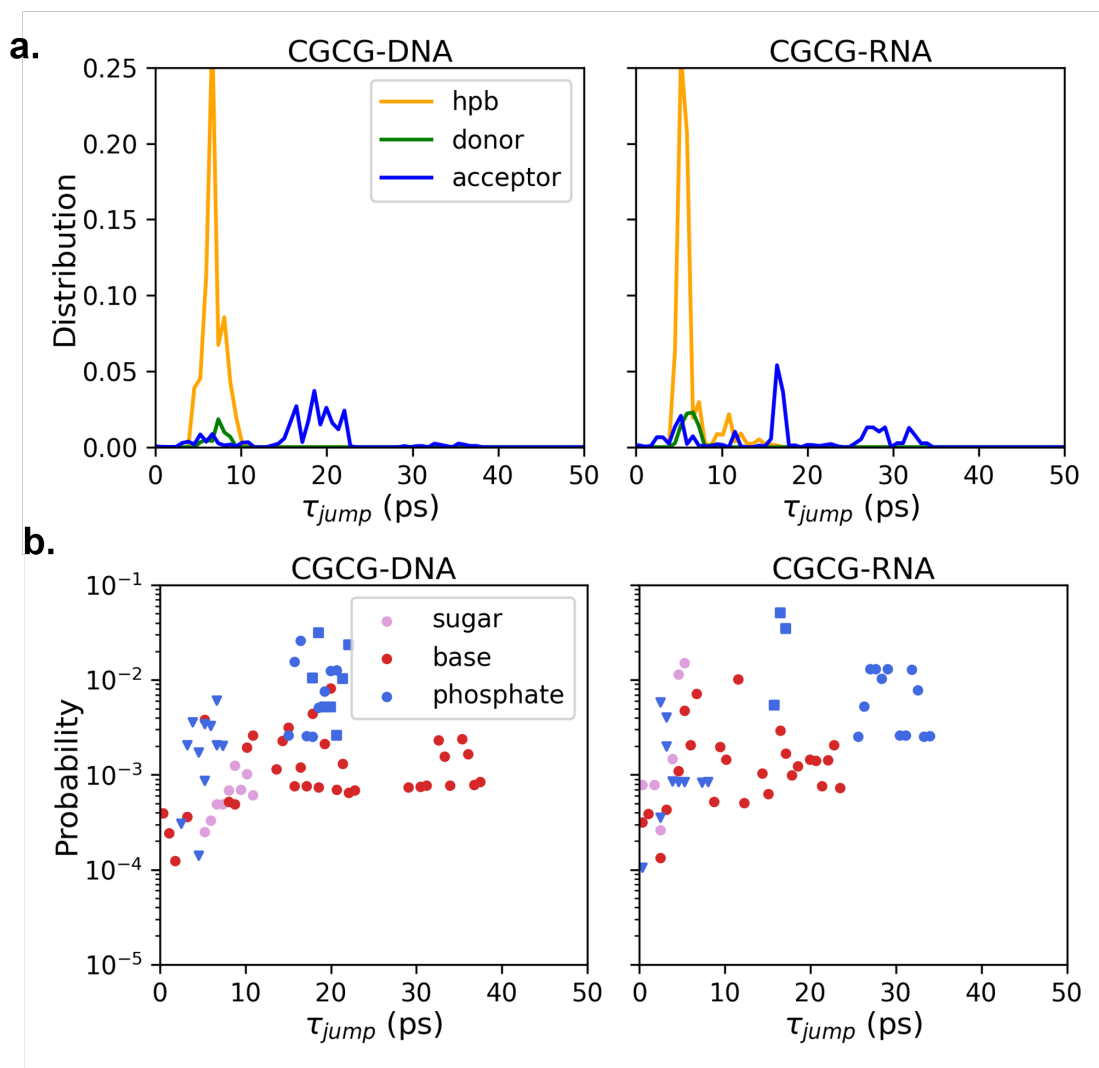 a.
CGCG-DNA
CGCG-RNA
0.25
0.20
0.15
0.10
0.05
0.00
Distribution
hpb
donor
acceptor
0 10 20 30 40 50
0 10 20 30 40 50
τjump (ps)
τjump (ps)
b.
CGCG-DNA
CGCG-RNA
10⁻¹
10⁻²
10⁻³
10⁻⁴
10⁻⁵
Probability
sugar
base
phosphate
0 10 20 30 40 50
0 10 20 30 40 50
τjump (ps)
τjump (ps)